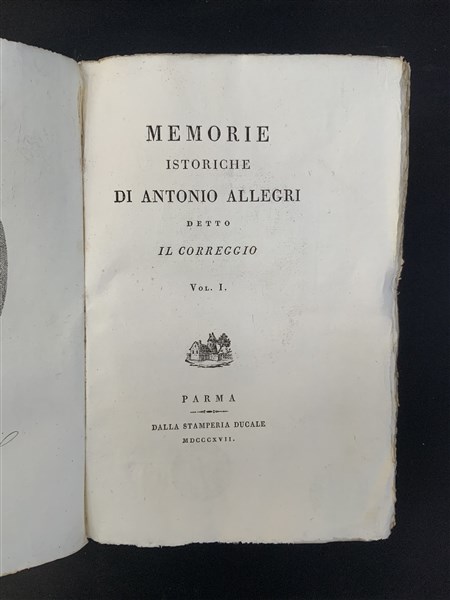 MEMORIE
ISTORICHE
DI ANTONIO ALLEGRI
DETTO
IL CORREGGIO
VOL. I.
PARMA
DALLA STAMPERIA DUCALE
MDCCCXVII.